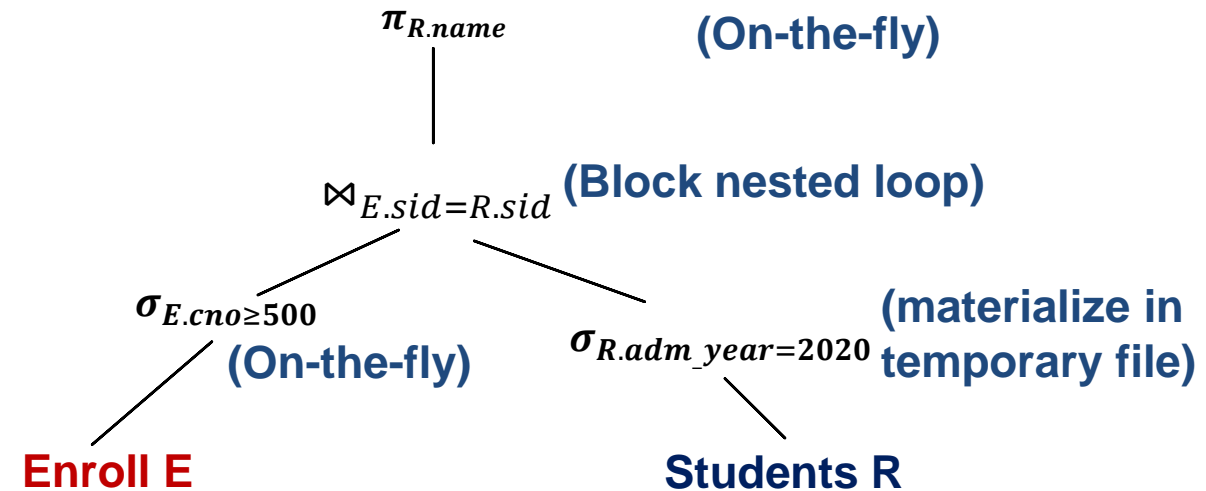 π_{R.name} (On-the-fly)
⋈_{E.sid=R.sid} (Block nested loop)
σ_{E.cno≥500}
(On-the-fly)
σ_{R.adm_year=2020}
(materialize in
temporary file)
Enroll E
Students R